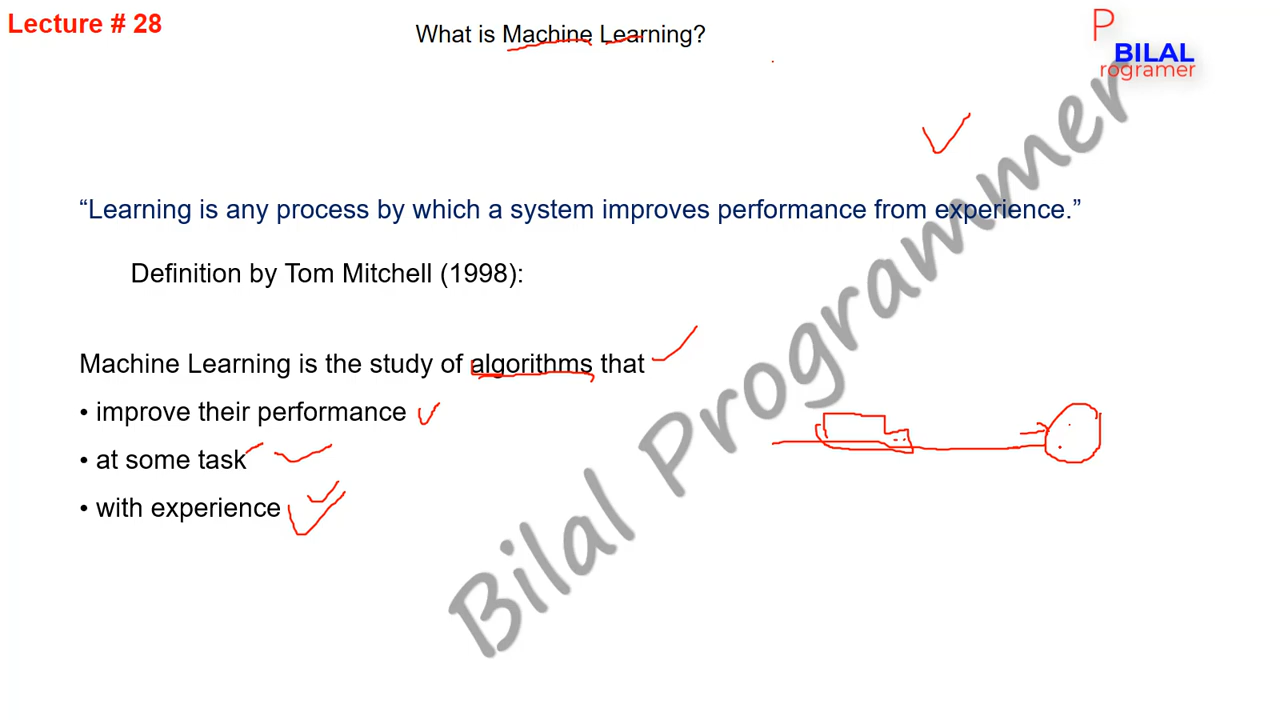 Lecture # 28
What is Machine Learning?
P
BILAL
rogramer
“Learning is any process by which a system improves performance from experience.”
Definition by Tom Mitchell (1998):
Machine Learning is the study of algorithms that
• improve their performance
• at some task
• with experience
Bilal Programmer